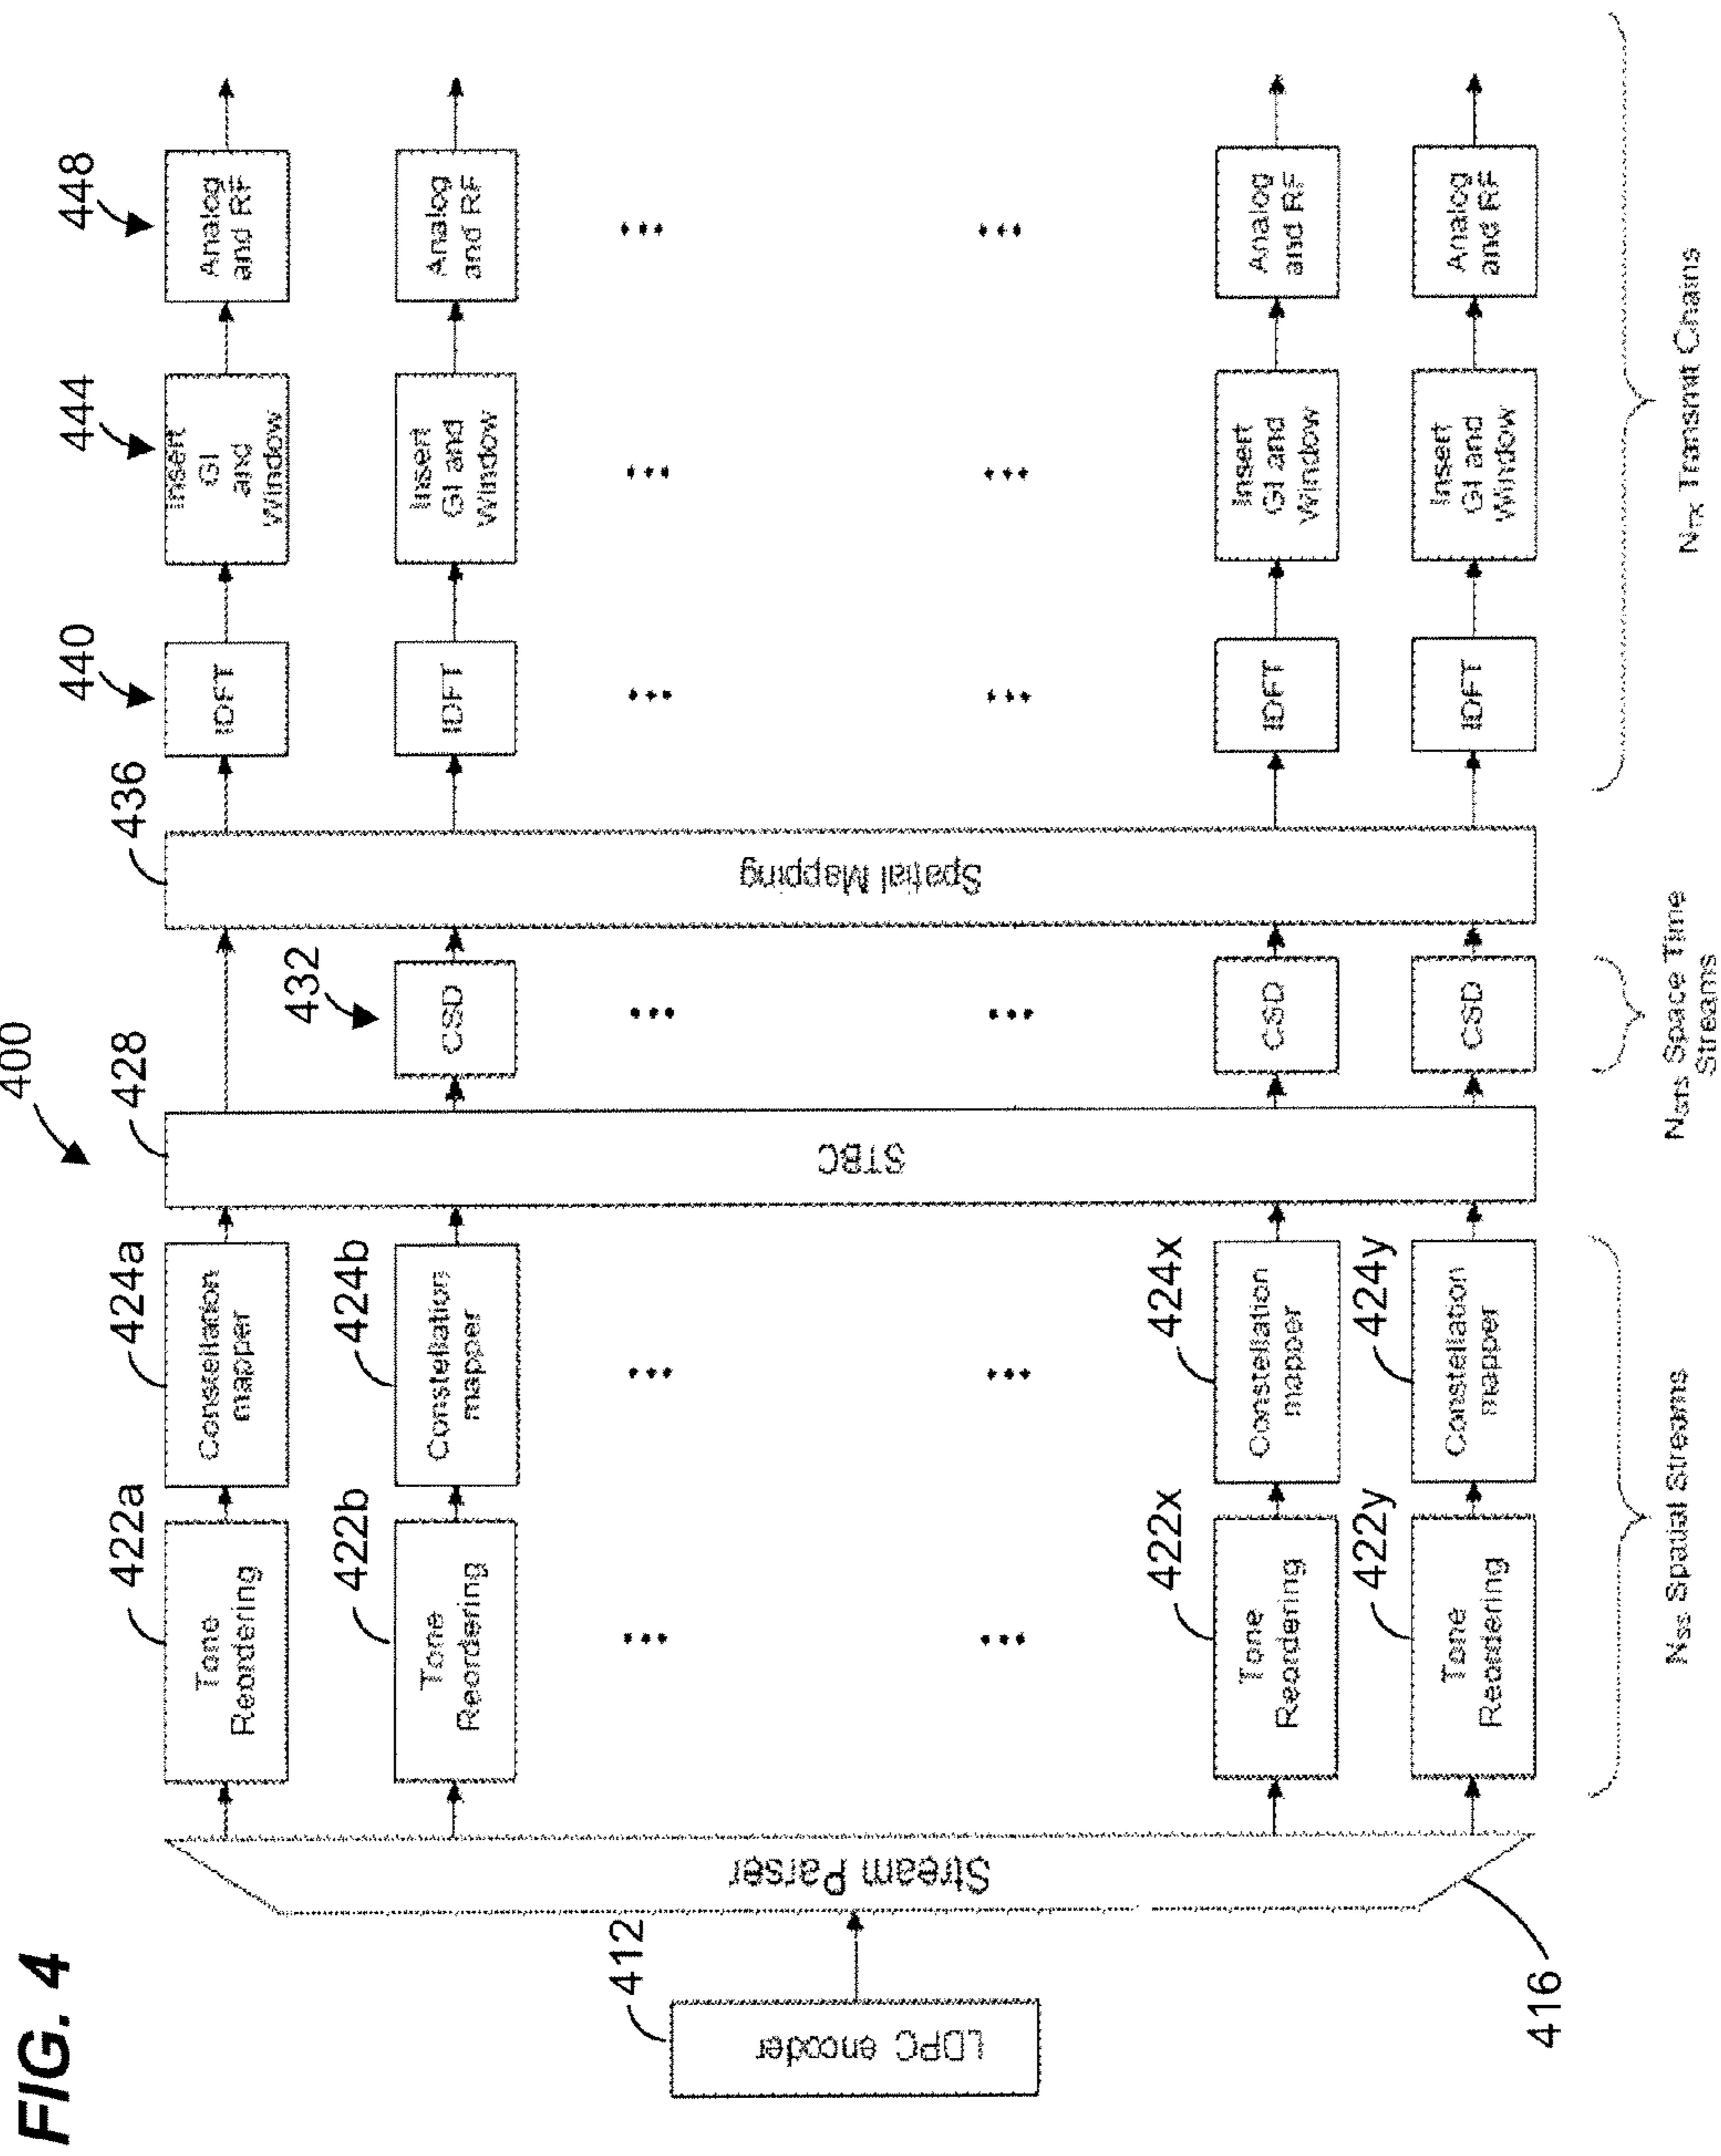 FIG. 4
400
412
LDPC encoder
416
Stream Parser
422a
Tone
Reordering
422b
Tone
Reordering
•••
•••
422x
Tone
Reordering
422y
Tone
Reordering
424a
Constellation
mapper
424b
Constellation
mapper
•••
•••
424x
Constellation
mapper
424y
Constellation
mapper
NSS Spatial Streams
428
STBC
432
CSD
•••
•••
CSD
CSD
NSTS Space Time
Streams
436
Spatial Mapping
440
IDFT
IDFT
•••
•••
IDFT
IDFT
444
Insert
GI
and
Window
Insert
GI and
Window
•••
•••
Insert
GI and
Window
Insert
GI and
Window
448
Analog
and RF
Analog
and RF
•••
•••
Analog
and RF
Analog
and RF
NTX Transmit Chains